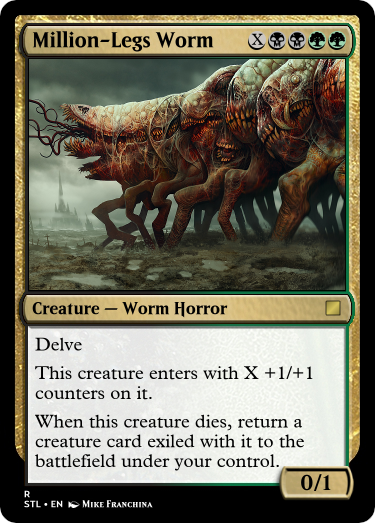 Million-Legs Worm X
Creature — Worm Horror
Delve
This creature enters with X +1/+1
counters on it.
When this creature dies, return a
creature card exiled with it to the
battlefield under your control.
0/1
R
STL • EN Mike Franchina